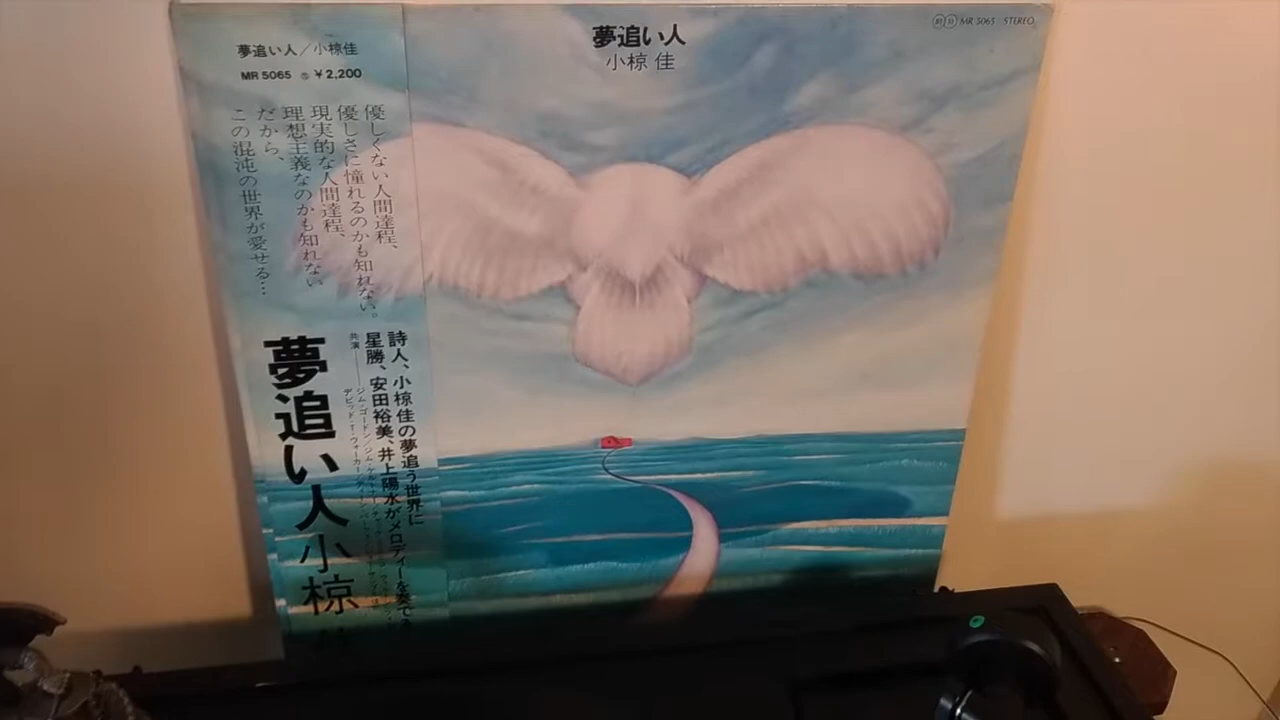 夢追い人／小椋佳
MR 5065 ¥2,200
優しくない人間達程、
優しさに憧れるのかも知れない。
現実的な人間達程、
理想主義なのかも知れない
だから、
この混沌の世界が愛せる…
詩人、小椋佳の夢追う世界に
星勝、安田裕美、井上陽水がメロディーを奏でる
共演
夢追い人 小椋
夢追い人
小椋 佳
MR 5065 STEREO